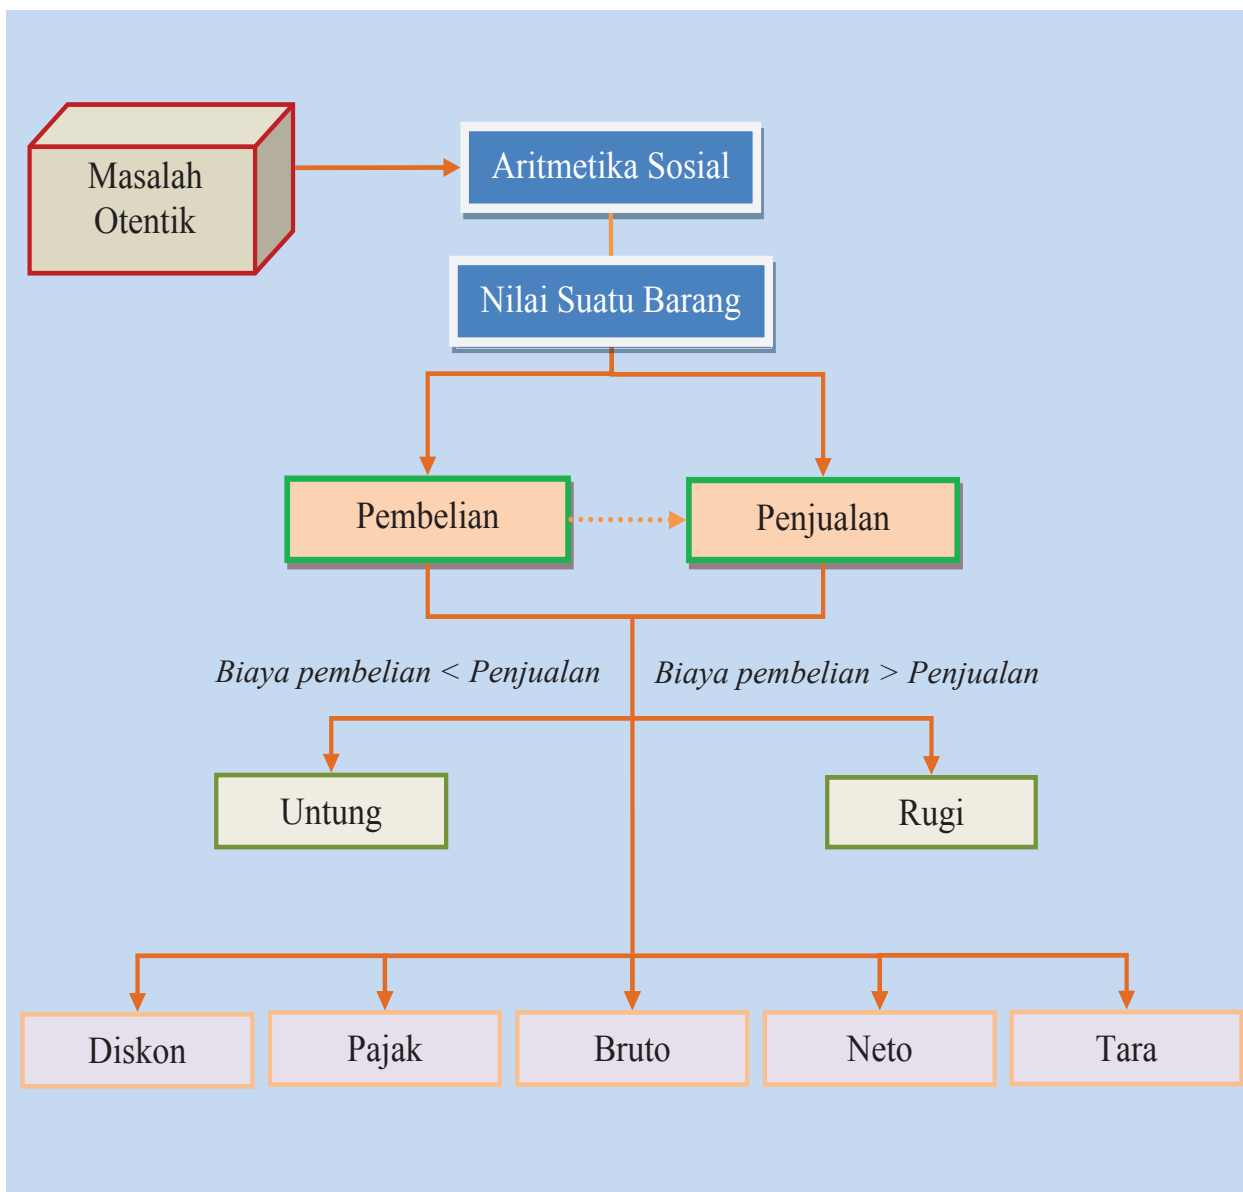 Masalah
Otentik
Aritmetika Sosial
Nilai Suatu Barang
Pembelian
Penjualan
Biaya pembelian < Penjualan
Biaya pembelian > Penjualan
Untung
Rugi
Diskon
Pajak
Bruto
Neto
Tara